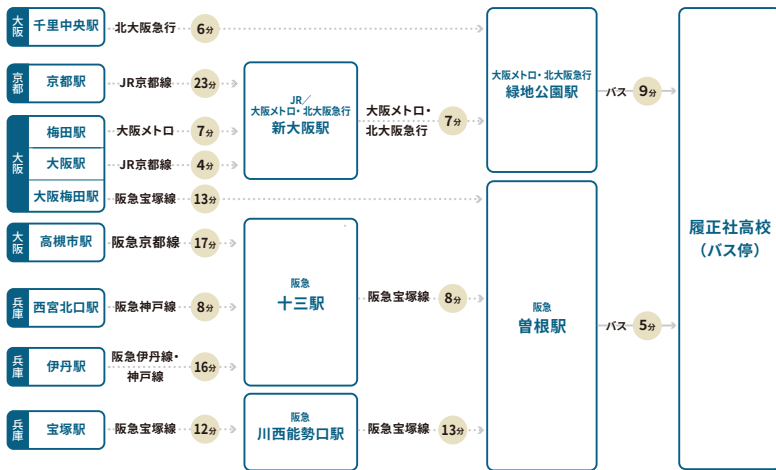 大阪
千里中央駅
北大阪急行
6分
京都
京都駅
JR京都線
23分
大阪
梅田駅
大阪メトロ
7分
大阪駅
JR京都線
4分
大阪梅田駅
阪急宝塚線
13分
大阪
高槻市駅
阪急京都線
17分
兵庫
西宮北口駅
阪急神戸線
8分
兵庫
伊丹駅
阪急伊丹線・
神戸線
16分
兵庫
宝塚駅
阪急宝塚線
12分
JR／
大阪メトロ・北大阪急行
新大阪駅
大阪メトロ・
北大阪急行
7分
阪急
十三駅
阪急宝塚線
8分
阪急
川西能勢口駅
阪急宝塚線
13分
大阪メトロ・北大阪急行
緑地公園駅
バス
9分
阪急
曽根駅
バス
5分
履正社高校
（バス停）